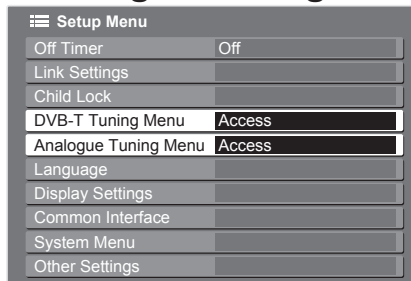 Setup Menu
Off Timer Off
Link Settings
Child Lock
DVB-T Tuning Menu Access
Analogue Tuning Menu Access
Language
Display Settings
Common Interface
System Menu
Other Settings